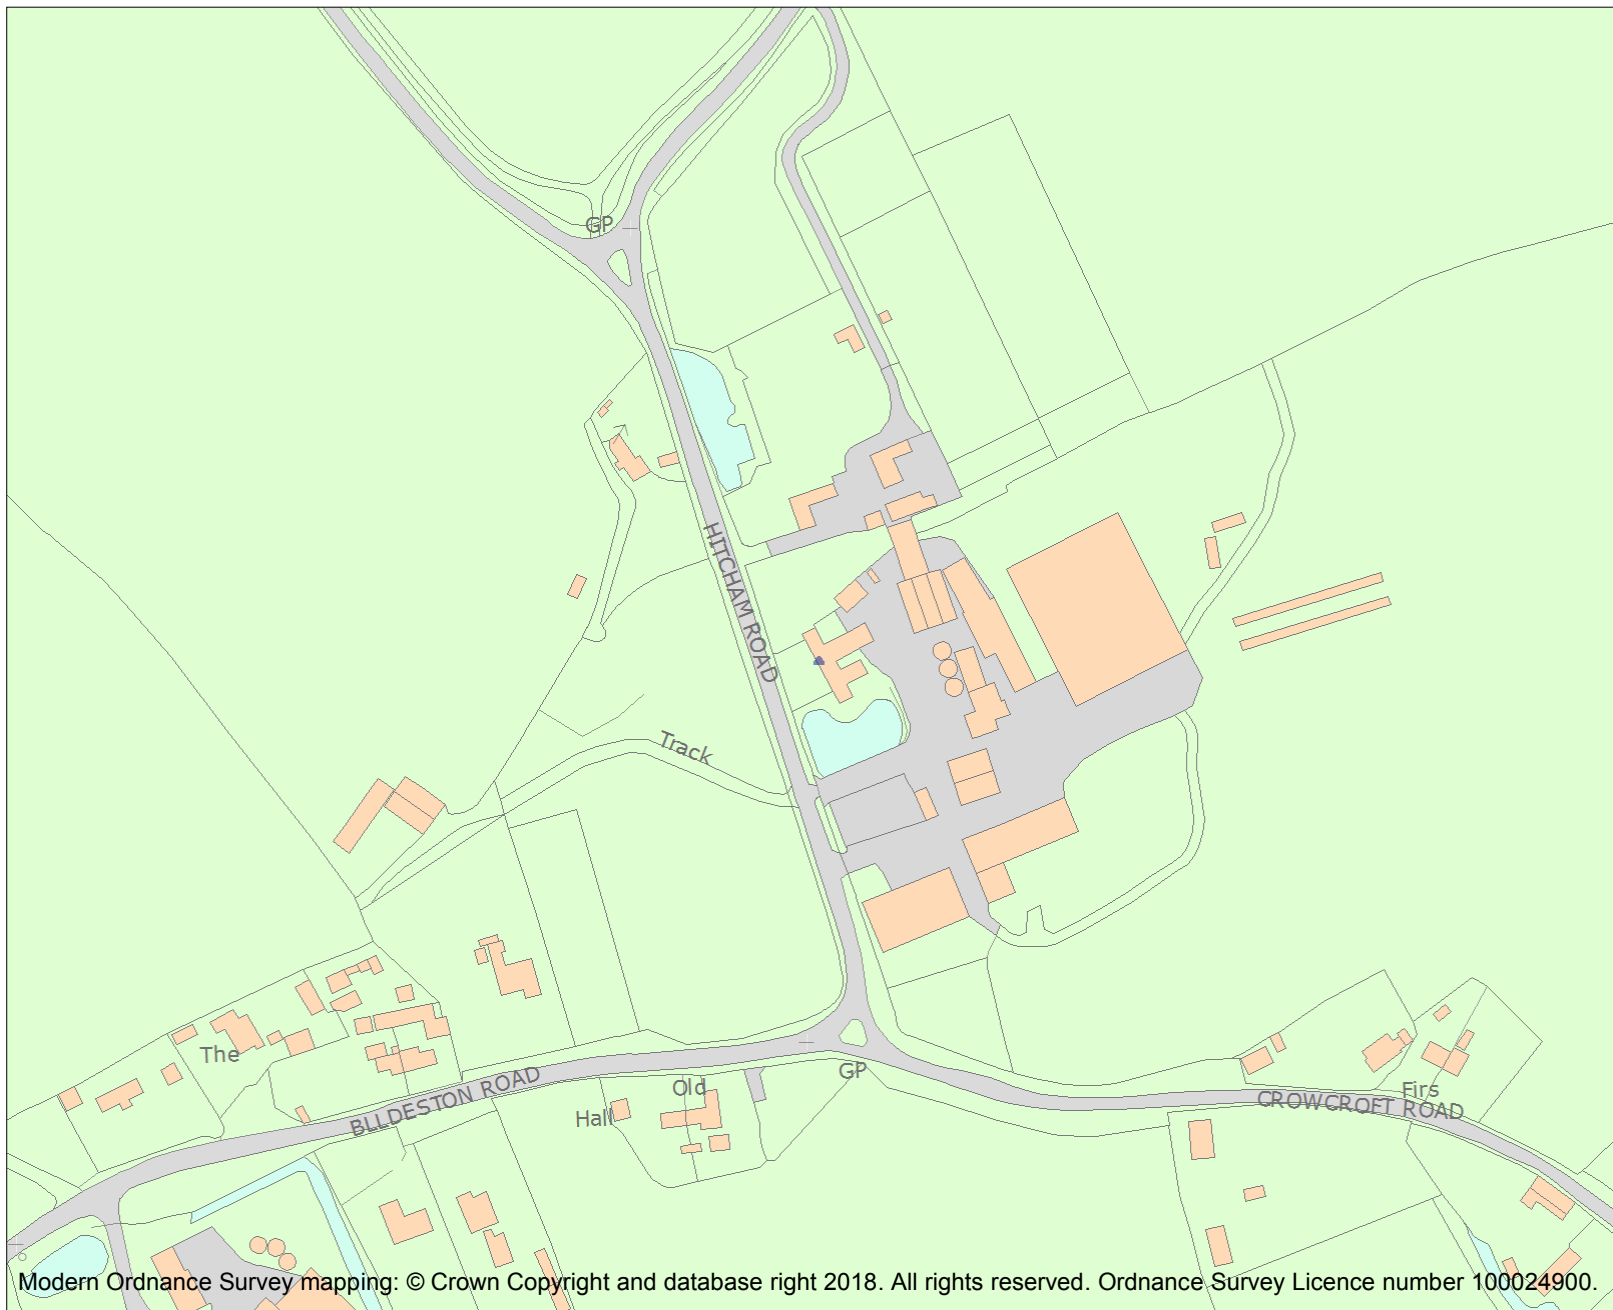 GP
HITCHAM ROAD
Track
The
BLLDESTON ROAD
Old
Hall
GP
Firs
CROWCROFT ROAD
Modern Ordnance Survey mapping: © Crown Copyright and database right 2018. All rights reserved. Ordnance Survey Licence number 100024900.